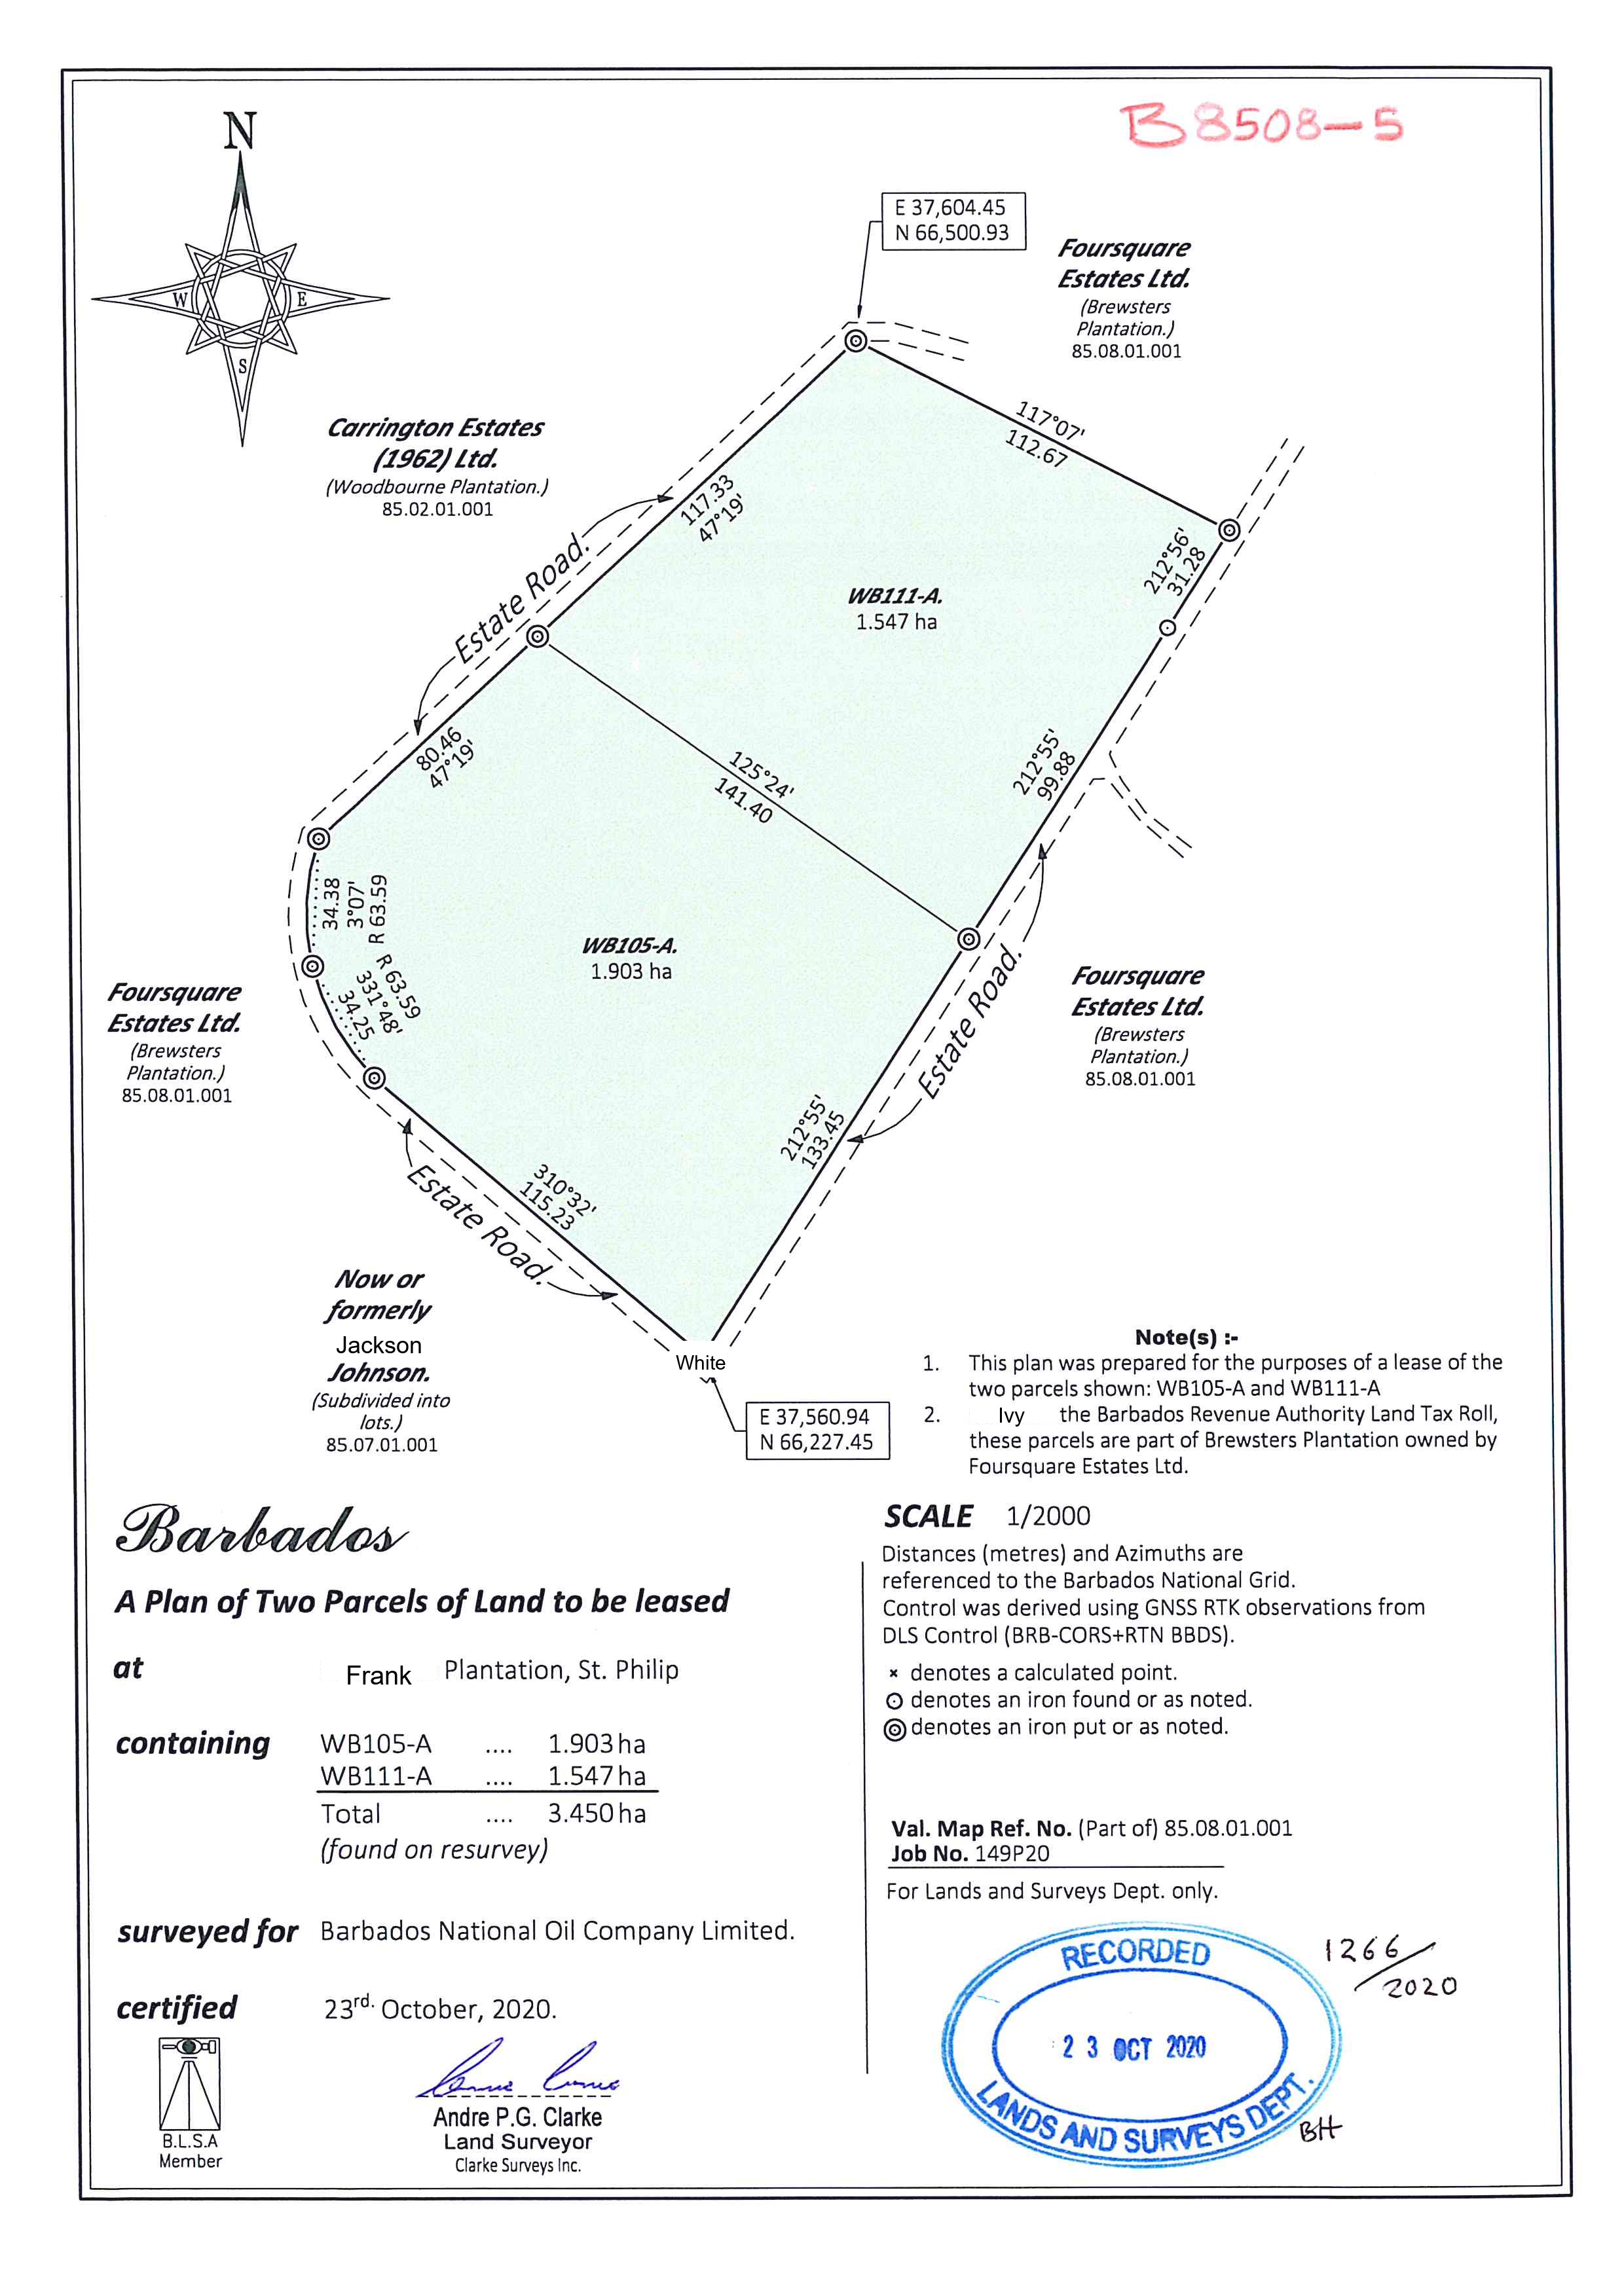 B8508-5
N
W
E
S
E 37,604.45
N 66,500.93
Foursquare
Estates Ltd.
(Brewsters
Plantation.)
85.08.01.001
Carrington Estates
(1962) Ltd.
(Woodbourne Plantation.)
85.02.01.001
117°07'
112.67
117.33
47°19'
212°56'
31.28
Estate Road.
WB111-A.
1.547 ha
80.46
47°19'
125°24'
141.40
212°55'
99.88
34.38
3°07'
R 63.59
R 63.59
331°48'
34.25
WB105-A.
1.903 ha
Foursquare
Estates Ltd.
(Brewsters
Plantation.)
85.08.01.001
Estate Road.
Foursquare
Estates Ltd.
(Brewsters
Plantation.)
85.08.01.001
212°55'
133.45
310°32'
115.23
Estate Road.
Now or
formerly
Jackson
Johnson.
(Subdivided into
lots.)
85.07.01.001
White
E 37,560.94
N 66,227.45
Note(s) :-
1. This plan was prepared for the purposes of a lease of the
two parcels shown: WB105-A and WB111-A
2. Ivy the Barbados Revenue Authority Land Tax Roll,
these parcels are part of Brewsters Plantation owned by
Foursquare Estates Ltd.
Barbados
A Plan of Two Parcels of Land to be leased
at Frank Plantation, St. Philip
containing WB105-A .... 1.903 ha
WB111-A .... 1.547 ha
Total .... 3.450 ha
(found on resurvey)
surveyed for Barbados National Oil Company Limited.
certified 23rd. October, 2020.
B.L.S.A
Member
Andre P.G. Clarke
Land Surveyor
Clarke Surveys Inc.
SCALE 1/2000
Distances (metres) and Azimuths are
referenced to the Barbados National Grid.
Control was derived using GNSS RTK observations from
DLS Control (BRB-CORS+RTN BBDS).
× denotes a calculated point.
denotes an iron found or as noted.
denotes an iron put or as noted.
Val. Map Ref. No. (Part of) 85.08.01.001
Job No. 149P20
For Lands and Surveys Dept. only.
RECORDED
23 OCT 2020
LANDS AND SURVEYS DEPT.
1266/2020
BH